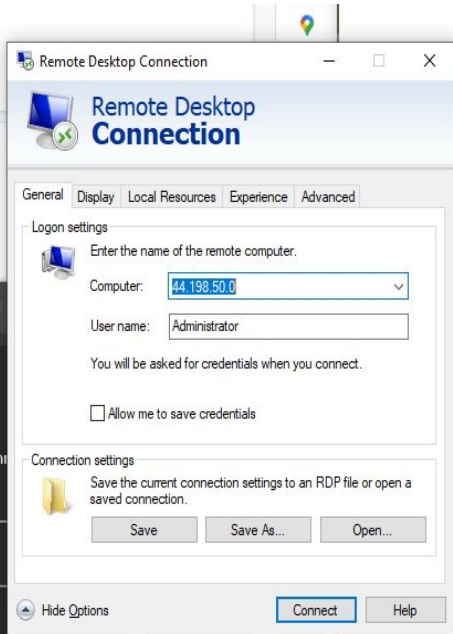 Remote Desktop Connection
Remote Desktop
Connection
General Display Local Resources Experience Advanced
Logon settings
Enter the name of the remote computer.
Computer: 44.198.50.0
User name: Administrator
You will be asked for credentials when you connect.
Allow me to save credentials
Connection settings
Save the current connection settings to an RDP file or open a
saved connection.
Save Save As... Open...
Hide Options Connect Help